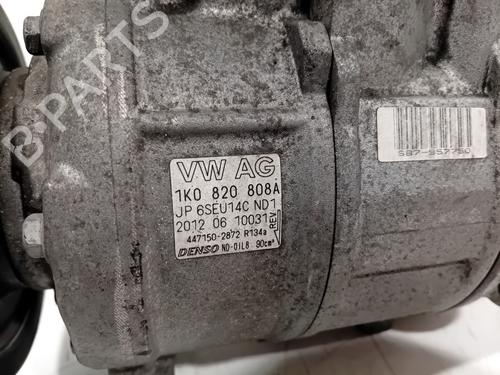 B-PARTS
VW AG
1K0 820 808A
JP 6SEU14C ND1
2012 06 10031
REV
447150-2872 R134a
DENSO ND-OIL8 90cm³